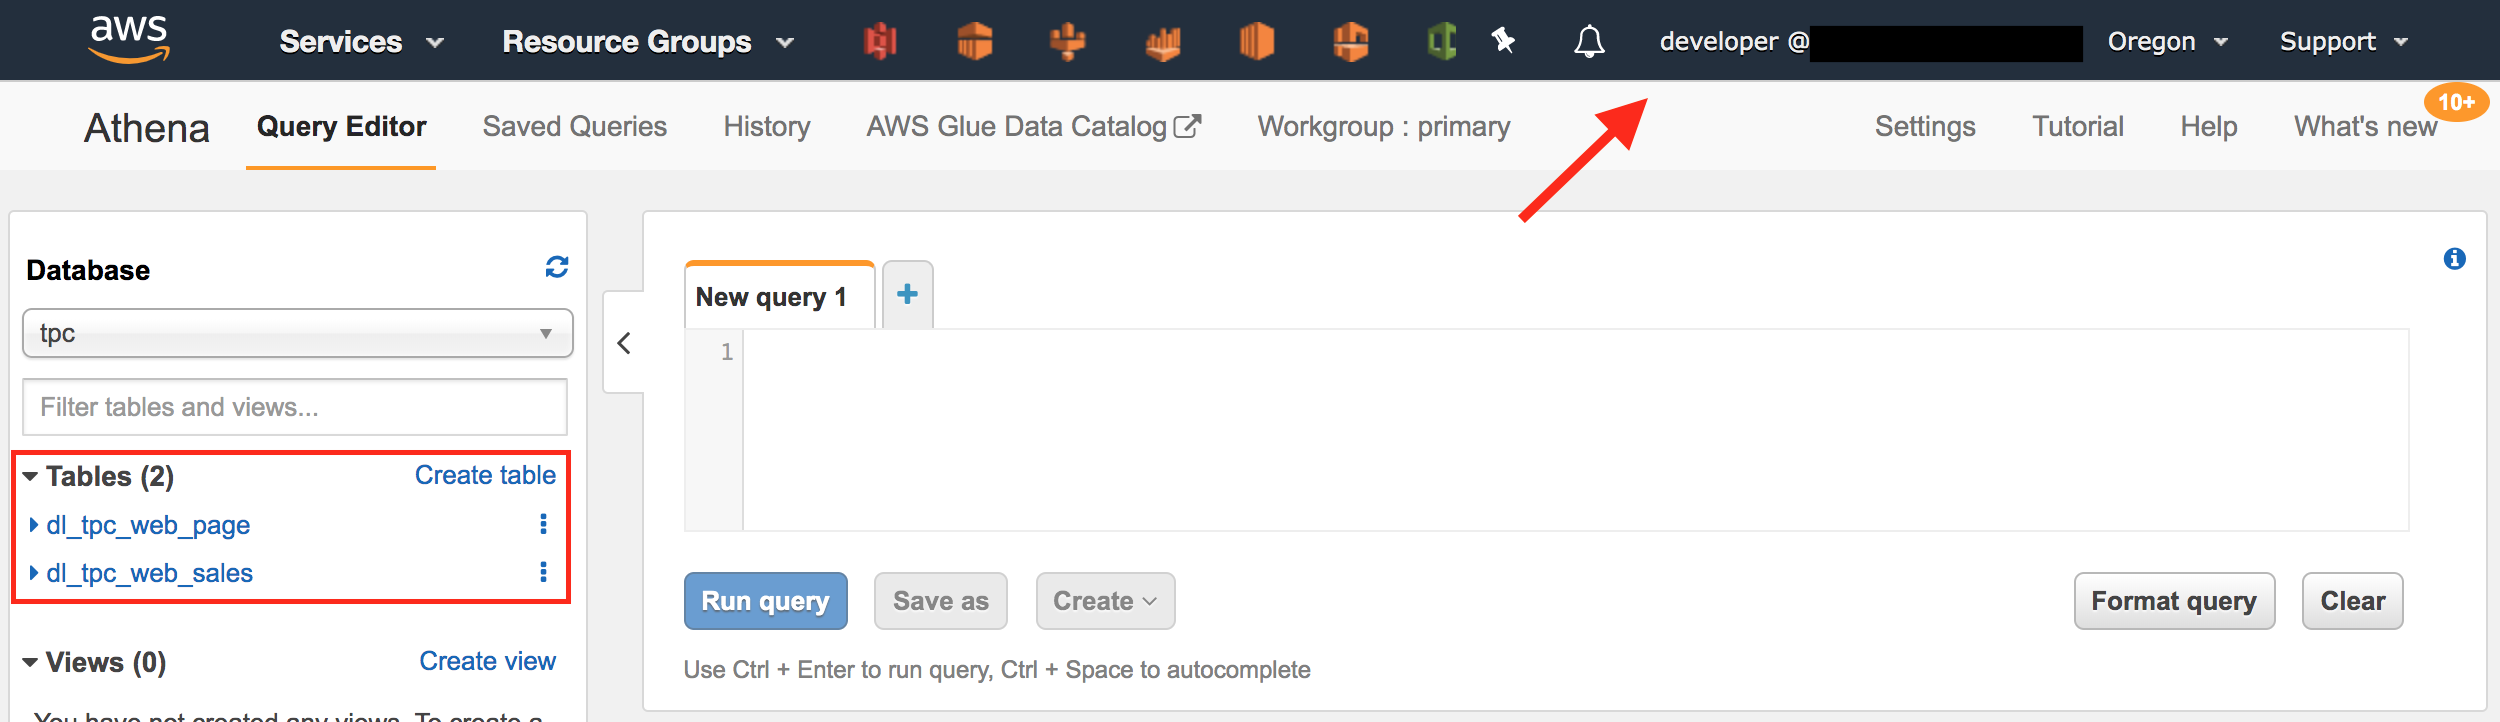 aws Services Resource Groups developer @ Oregon Support
10+
Athena Query Editor Saved Queries History AWS Glue Data Catalog Workgroup : primary Settings Tutorial Help What's new
Database
tpc
Filter tables and views...
Tables (2) Create table
dl_tpc_web_page
dl_tpc_web_sales
Views (0) Create view
You have not created any views. To create a
New query 1 +
1
Run query Save as Create Format query Clear
Use Ctrl + Enter to run query, Ctrl + Space to autocomplete